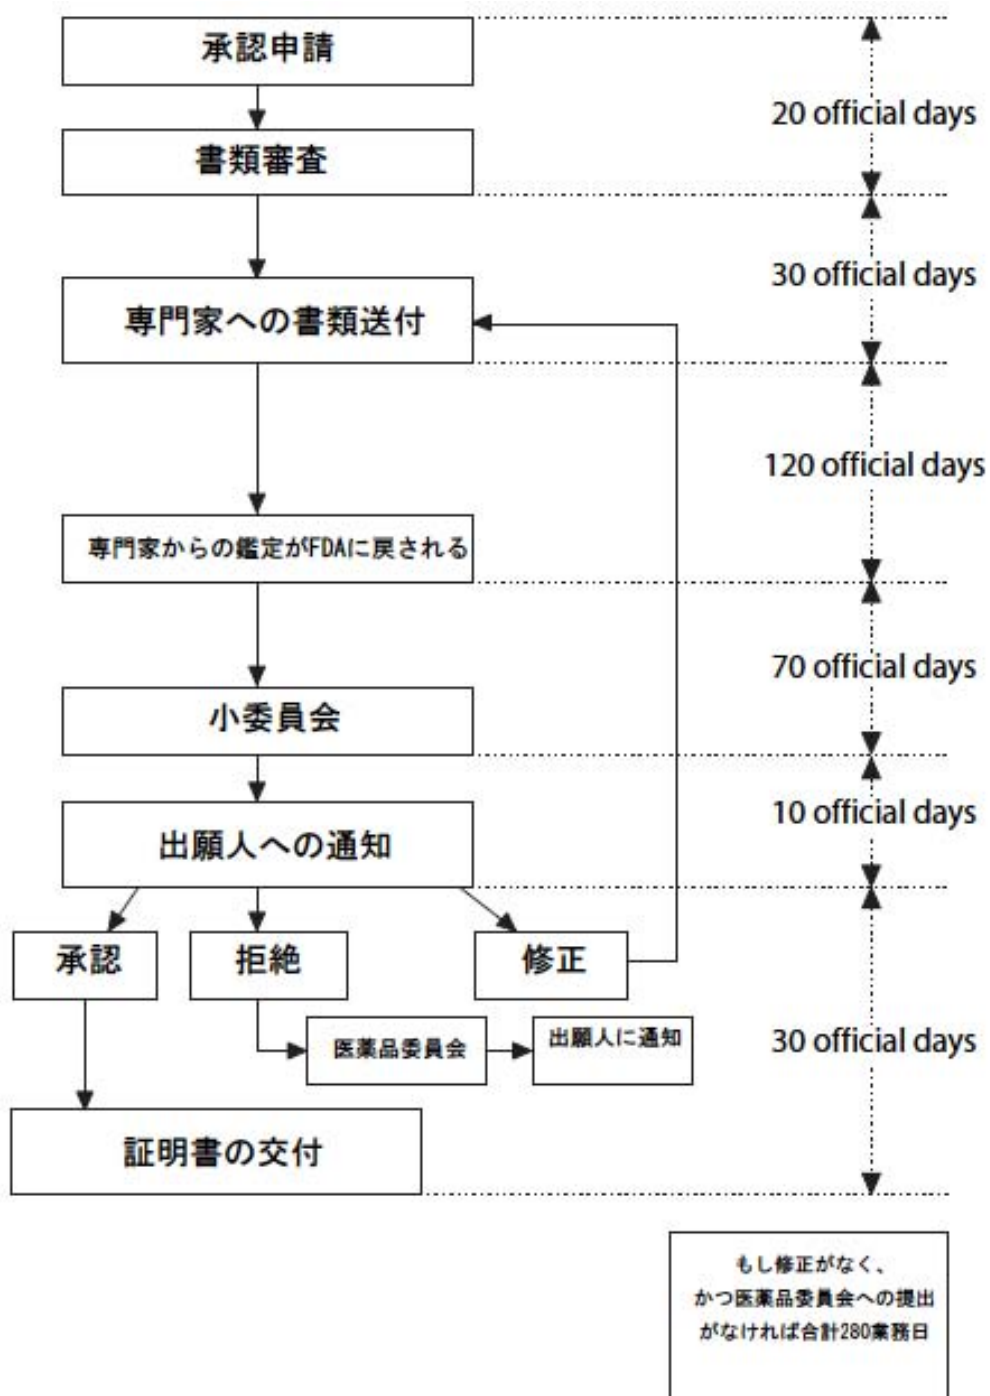 承認申請
20 official days
書類審査
30 official days
専門家への書類送付
120 official days
専門家からの鑑定がFDAに戻される
70 official days
小委員会
10 official days
出願人への通知
承認
拒絶
修正
30 official days
医薬品委員会
出願人に通知
証明書の交付
もし修正がなく、
かつ医薬品委員会への提出
がなければ合計280業務日